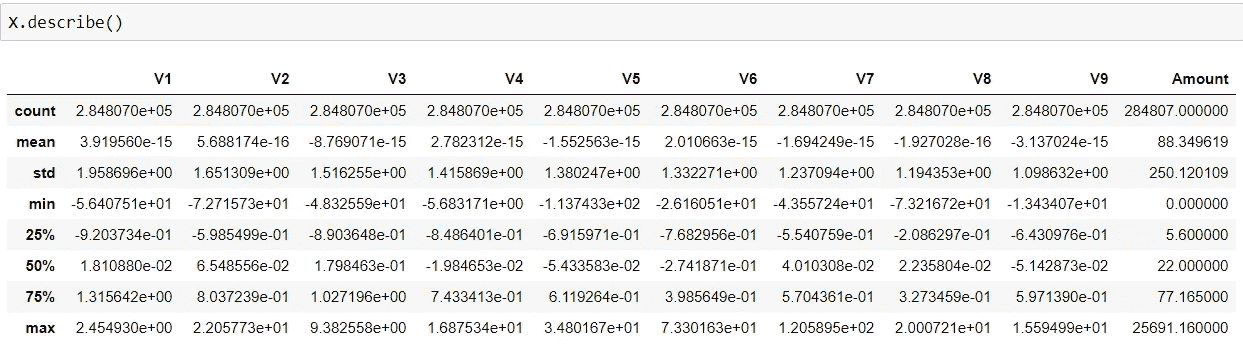 X.describe()
V1 V2 V3 V4 V5 V6 V7 V8 V9 Amount
count 2.848070e+05 2.848070e+05 2.848070e+05 2.848070e+05 2.848070e+05 2.848070e+05 2.848070e+05 2.848070e+05 2.848070e+05 284807.000000
mean 3.919560e-15 5.688174e-16 -8.769071e-15 2.782312e-15 -1.552563e-15 2.010663e-15 -1.694249e-15 -1.927028e-16 -3.137024e-15 88.349619
std 1.958696e+00 1.651309e+00 1.516255e+00 1.415869e+00 1.380247e+00 1.332271e+00 1.237094e+00 1.194353e+00 1.098632e+00 250.120109
min -5.640751e+01 -7.271573e+01 -4.832559e+01 -5.683171e+00 -1.137433e+02 -2.616051e+01 -4.355724e+01 -7.321672e+01 -1.343407e+01 0.000000
25% -9.203734e-01 -5.985499e-01 -8.903648e-01 -8.486401e-01 -6.915971e-01 -7.682956e-01 -5.540759e-01 -2.086297e-01 -6.430976e-01 5.600000
50% 1.810880e-02 6.548556e-02 1.798463e-01 -1.984653e-02 -5.433583e-02 -2.741871e-01 4.010308e-02 2.235804e-02 -5.142873e-02 22.000000
75% 1.315642e+00 8.037239e-01 1.027196e+00 7.433413e-01 6.119264e-01 3.985649e-01 5.704361e-01 3.273459e-01 5.971390e-01 77.165000
max 2.454930e+00 2.205773e+01 9.382558e+00 1.687534e+01 3.480167e+01 7.330163e+01 1.205895e+02 2.000721e+01 1.559499e+01 25691.160000